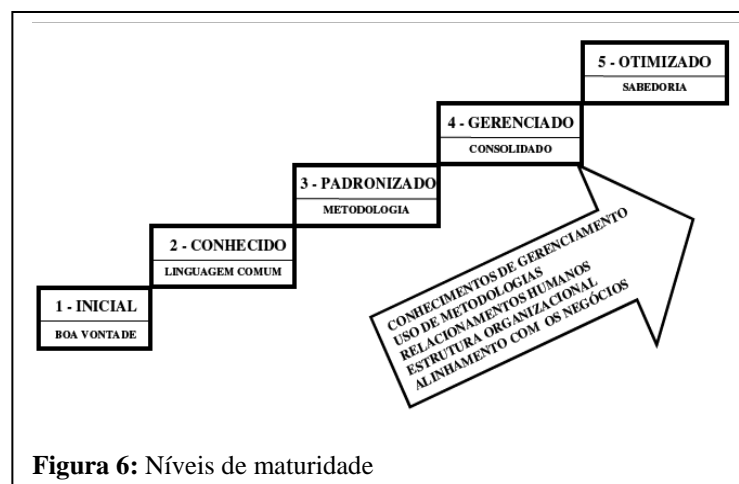 5 - OTIMIZADO
SABEDORIA
4 - GERENCIADO
CONSOLIDADO
3 - PADRONIZADO
METODOLOGIA
2 - CONHECIDO
LINGUAGEM COMUM
1 - INICIAL
BOA VONTADE
CONHECIMENTOS DE GERENCIAMENTO
USO DE METODOLOGIAS
RELACIONAMENTOS HUMANOS
ESTRUTURA ORGANIZACIONAL
ALINHAMENTO COM OS NEGÓCIOS
Figura 6: Níveis de maturidade